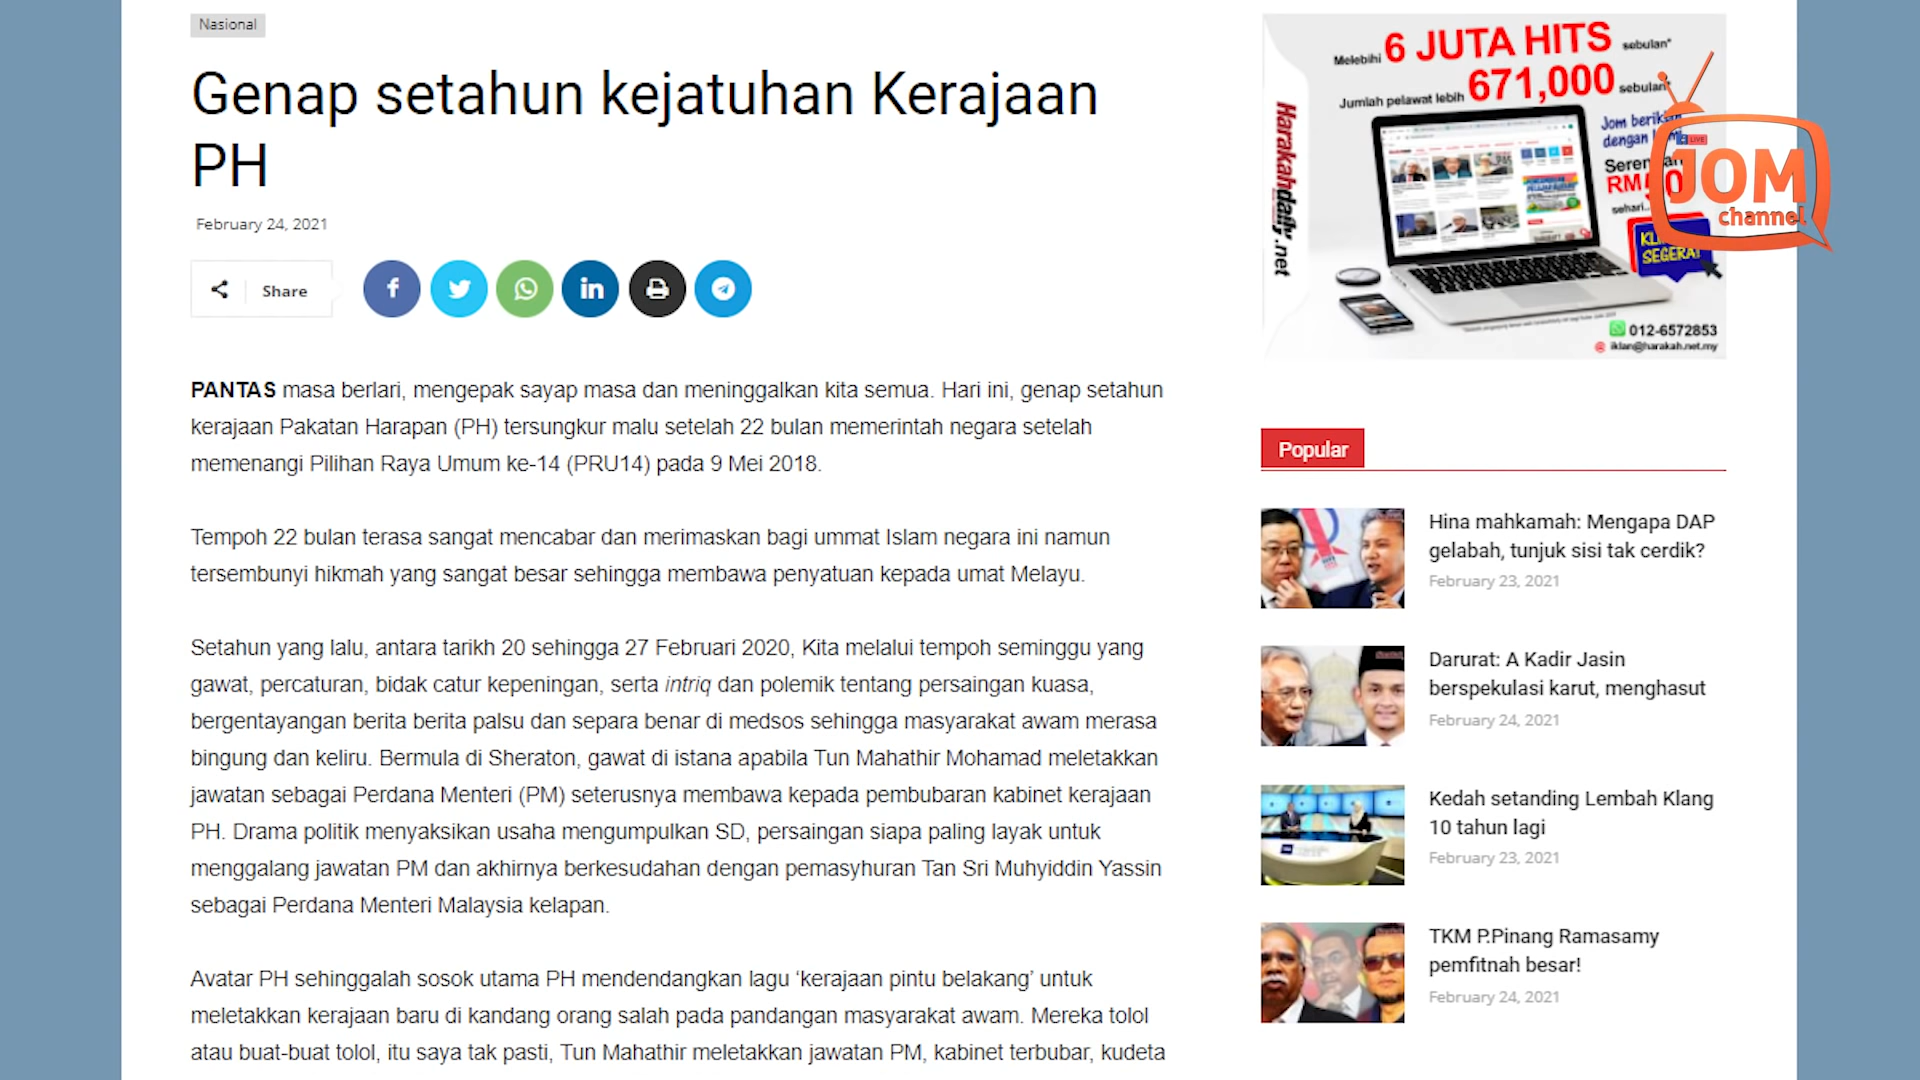 Nasional
Genap setahun kejatuhan Kerajaan
PH
February 24, 2021
Share
PANTAS masa berlari, mengepak sayap masa dan meninggalkan kita semua. Hari ini, genap setahun
kerajaan Pakatan Harapan (PH) tersungkur malu setelah 22 bulan memerintah negara setelah
memenangi Pilihan Raya Umum ke-14 (PRU14) pada 9 Mei 2018.
Tempoh 22 bulan terasa sangat mencabar dan merimaskan bagi ummat Islam negara ini namun
tersembunyi hikmah yang sangat besar sehingga membawa penyatuan kepada umat Melayu.
Setahun yang lalu, antara tarikh 20 sehingga 27 Februari 2020, Kita melalui tempoh seminggu yang
gawat, percaturan, bidak catur kepeningan, serta intriq dan polemik tentang persaingan kuasa,
bergentayangan berita berita palsu dan separa benar di medsos sehingga masyarakat awam merasa
bingung dan keliru. Bermula di Sheraton, gawat di istana apabila Tun Mahathir Mohamad meletakkan
jawatan sebagai Perdana Menteri (PM) seterusnya membawa kepada pembubaran kabinet kerajaan
PH. Drama politik menyaksikan usaha mengumpulkan SD, persaingan siapa paling layak untuk
menggalang jawatan PM dan akhirnya berkesudahan dengan pemasyhuran Tan Sri Muhyiddin Yassin
sebagai Perdana Menteri Malaysia kelapan.
Avatar PH sehinggalah sosok utama PH mendendangkan lagu ‘kerajaan pintu belakang’ untuk
meletakkan kerajaan baru di kandang orang salah pada pandangan masyarakat awam. Mereka tolol
atau buat-buat tolol, itu saya tak pasti, Tun Mahathir meletakkan jawatan PM, kabinet terbubar, kudeta
Melebihi 6 JUTA HITS sebulan*
Jumlah pelawat lebih 671,000 sebulan*
Harakahdaily.net
Jom
dengan
RM
sehari..
SEGERA!
012-6572853
iklan@harakah.net.my
LIVE
JOM
channel
Popular
Hina mahkamah: Mengapa DAP
gelabah, tunjuk sisi tak cerdik?
February 23, 2021
Darurat: A Kadir Jasin
berspekulasi karut, menghasut
February 24, 2021
Kedah setanding Lembah Klang
10 tahun lagi
February 23, 2021
TKM P.Pinang Ramasamy
pemfitnah besar!
February 24, 2021